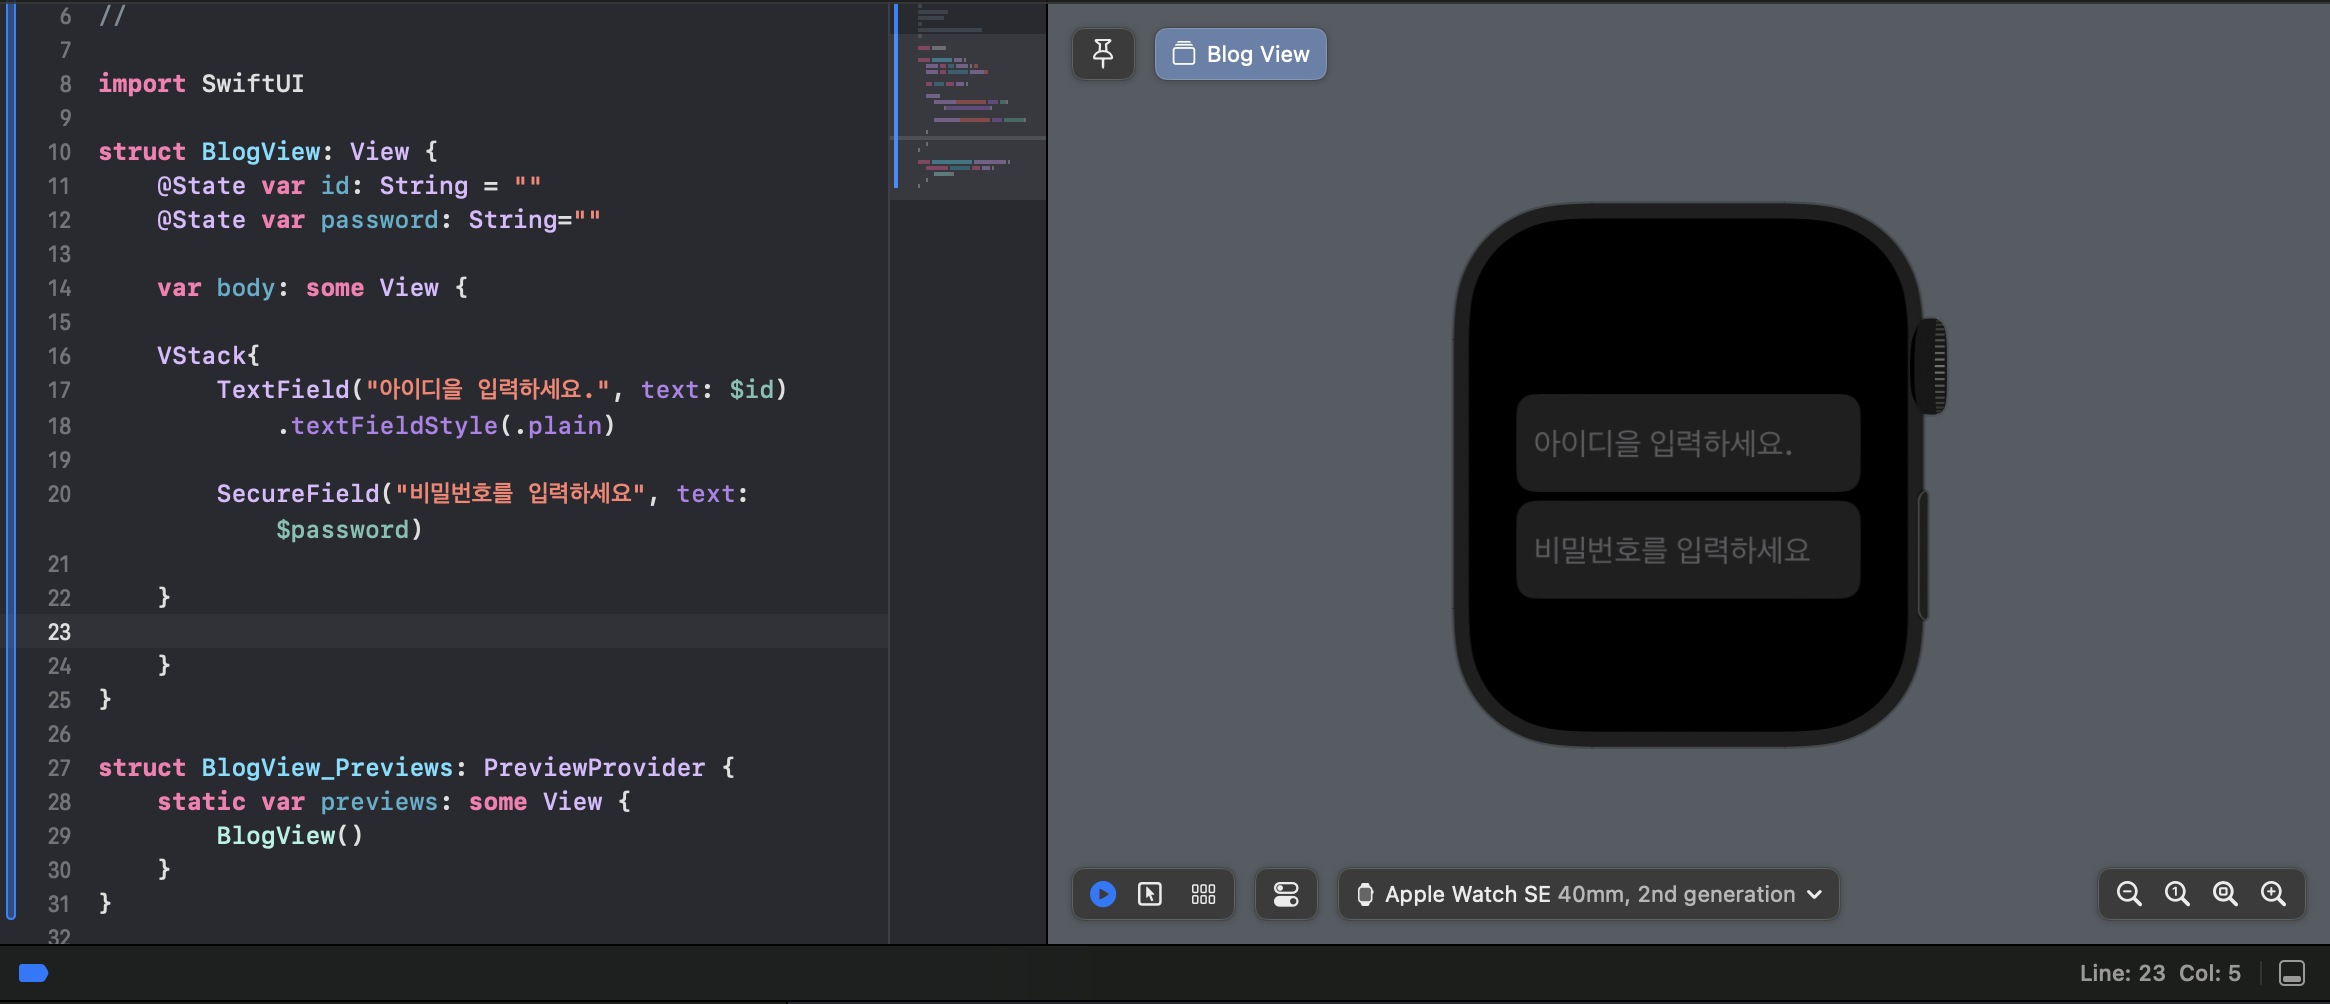 6 //
7
8 import SwiftUI
9
10 struct BlogView: View {
11 @State var id: String = ""
12 @State var password: String=""
13
14 var body: some View {
15
16 VStack{
17 TextField("아이디을 입력하세요.", text: $id)
18 .textFieldStyle(.plain)
19
20 SecureField("비밀번호를 입력하세요", text:
$password)
21
22 }
23
24 }
25 }
26
27 struct BlogView_Previews: PreviewProvider {
28 static var previews: some View {
29 BlogView()
30 }
31 }
32
Blog View
아이디을 입력하세요.
비밀번호를 입력하세요
Apple Watch SE 40mm, 2nd generation
Line: 23 Col: 5